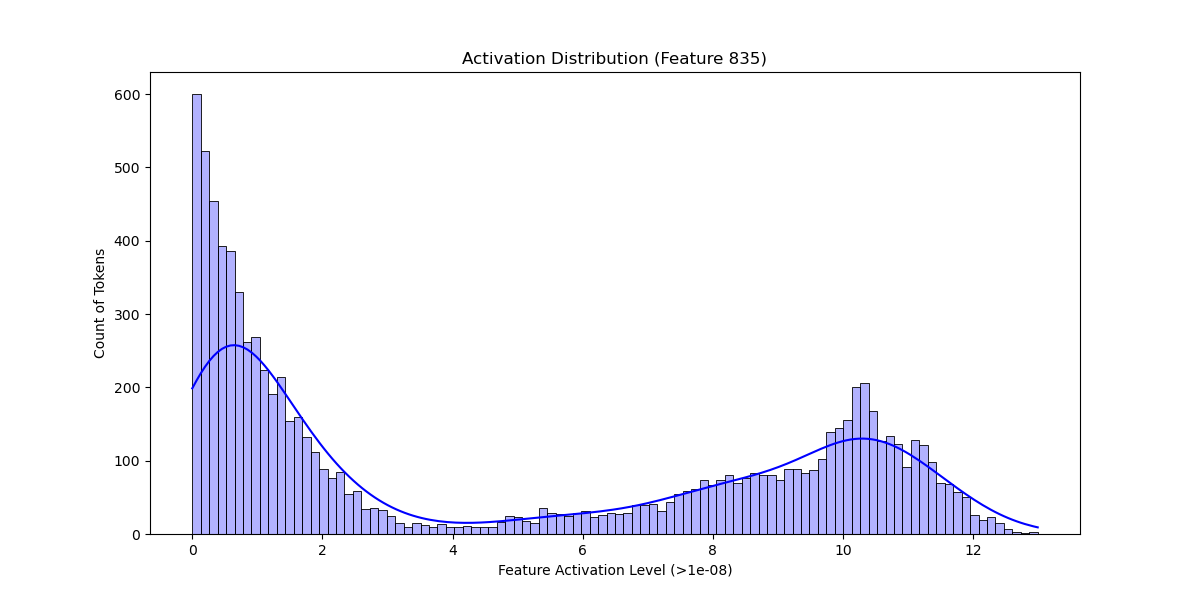 Activation Distribution (Feature 835)
600
500
400
300
200
100
0
Count of Tokens
0 2 4 6 8 10 12
Feature Activation Level (>1e-08)